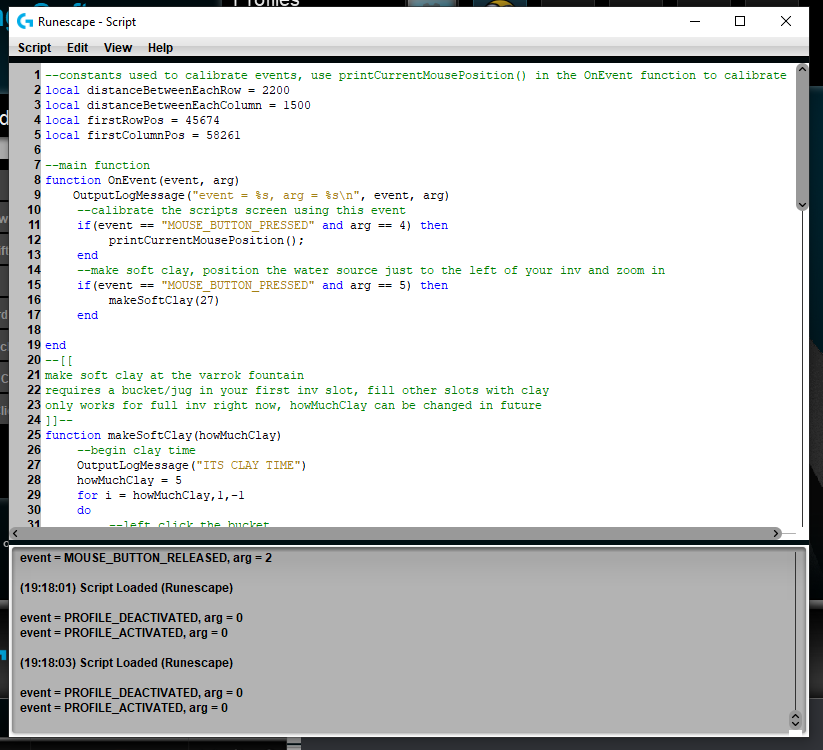 Profiles
Runescape - Script
Script Edit View Help
1 --constants used to calibrate events, use printCurrentMousePosition() in the OnEvent function to calibrate
2 local distanceBetweenEachRow = 2200
3 local distanceBetweenEachColumn = 1500
4 local firstRowPos = 45674
5 local firstColumnPos = 58261
6
7 --main function
8 function OnEvent(event, arg)
9 OutputLogMessage("event = %s, arg = %s\n", event, arg)
10 --calibrate the scripts screen using this event
11 if(event == "MOUSE_BUTTON_PRESSED" and arg == 4) then
12 printCurrentMousePosition();
13 end
14 --make soft clay, position the water source just to the left of your inv and zoom in
15 if(event == "MOUSE_BUTTON_PRESSED" and arg == 5) then
16 makeSoftClay(27)
17 end
18
19 end
20 --[[
21 make soft clay at the varrok fountain
22 requires a bucket/jug in your first inv slot, fill other slots with clay
23 only works for full inv right now, howMuchClay can be changed in future
24 ]]--
25 function makeSoftClay(howMuchClay)
26 --begin clay time
27 OutputLogMessage("ITS CLAY TIME")
28 howMuchClay = 5
29 for i = howMuchClay,1,-1
30 do
31 --left click the bucket
event = MOUSE_BUTTON_RELEASED, arg = 2
(19:18:01) Script Loaded (Runescape)
event = PROFILE_DEACTIVATED, arg = 0
event = PROFILE_ACTIVATED, arg = 0
(19:18:03) Script Loaded (Runescape)
event = PROFILE_DEACTIVATED, arg = 0
event = PROFILE_ACTIVATED, arg = 0